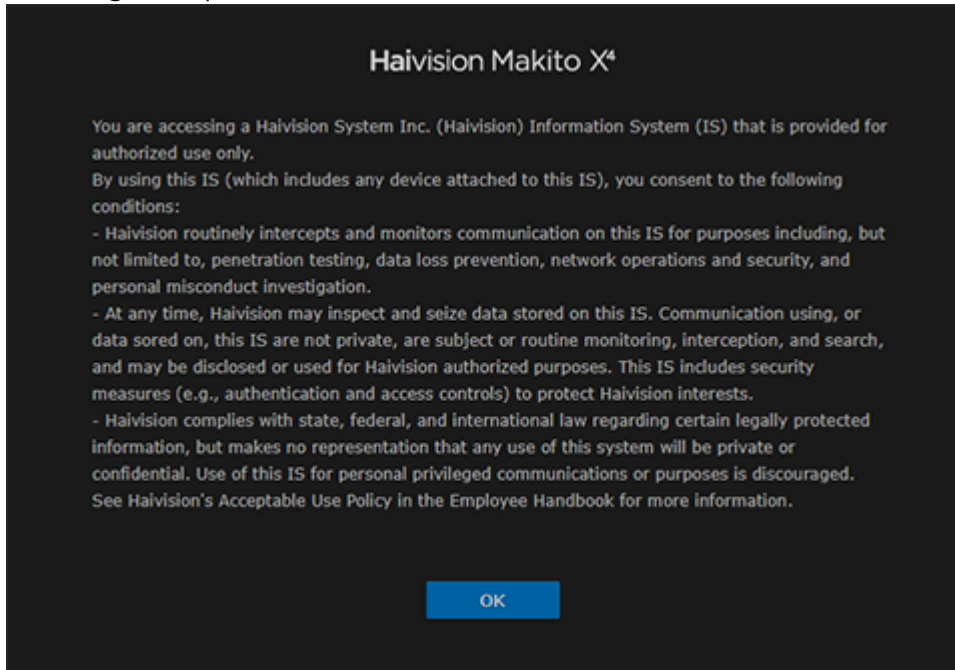 Haivision Makito X⁴
You are accessing a Haivision System Inc. (Haivision) Information System (IS) that is provided for
authorized use only.
By using this IS (which includes any device attached to this IS), you consent to the following
conditions:
- Haivision routinely intercepts and monitors communication on this IS for purposes including, but
not limited to, penetration testing, data loss prevention, network operations and security, and
personal misconduct investigation.
- At any time, Haivision may inspect and seize data stored on this IS. Communication using, or
data sored on, this IS are not private, are subject or routine monitoring, interception, and search,
and may be disclosed or used for Haivision authorized purposes. This IS includes security
measures (e.g., authentication and access controls) to protect Haivision interests.
- Haivision complies with state, federal, and international law regarding certain legally protected
information, but makes no representation that any use of this system will be private or
confidential. Use of this IS for personal privileged communications or purposes is discouraged.
See Haivision's Acceptable Use Policy in the Employee Handbook for more information.
OK